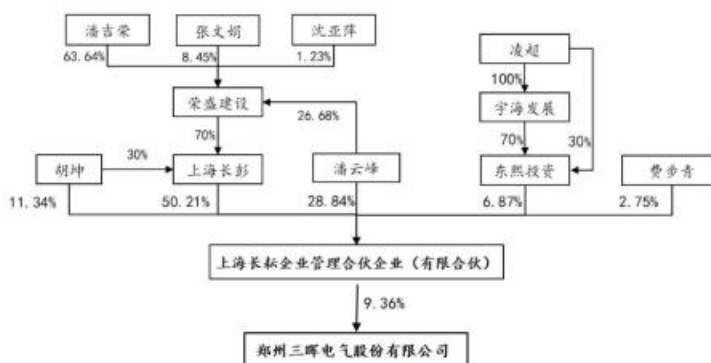 潘吉荣 张文娟 沈亚萍
63.64% 8.45% 1.23%
凌超
100%
荣盛建设
26.68%
宇海发展
70%
70% 30%
胡坤 30% 上海长彭 潘云峰 东熙投资 费步青
11.34% 50.21% 28.84% 6.87% 2.75%
上海长耘企业管理合伙企业（有限合伙）
9.36%
郑州三晖电气股份有限公司